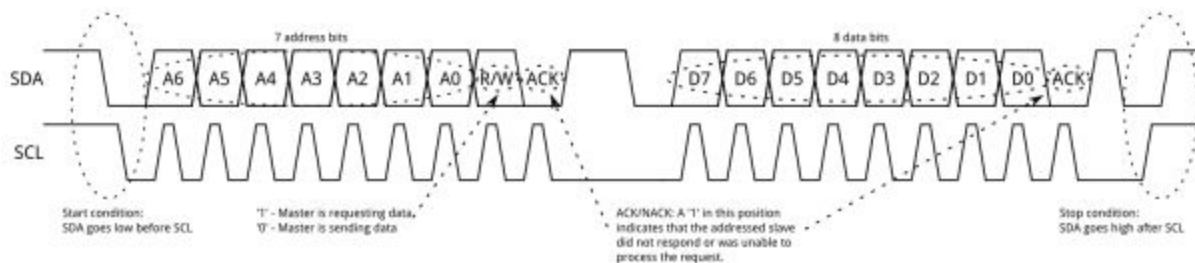 7 address bits
8 data bits
SDA
A6 A5 A4 A3 A2 A1 A0 R/W ACK
D7 D6 D5 D4 D3 D2 D1 D0 ACK
SCL
Start condition:
SDA goes low before SCL
'1' - Master is requesting data,
'0' - Master is sending data
ACK/NACK: A '1' in this position
indicates that the addressed slave
did not respond or was unable to
process the request.
Stop condition:
SDA goes high after SCL